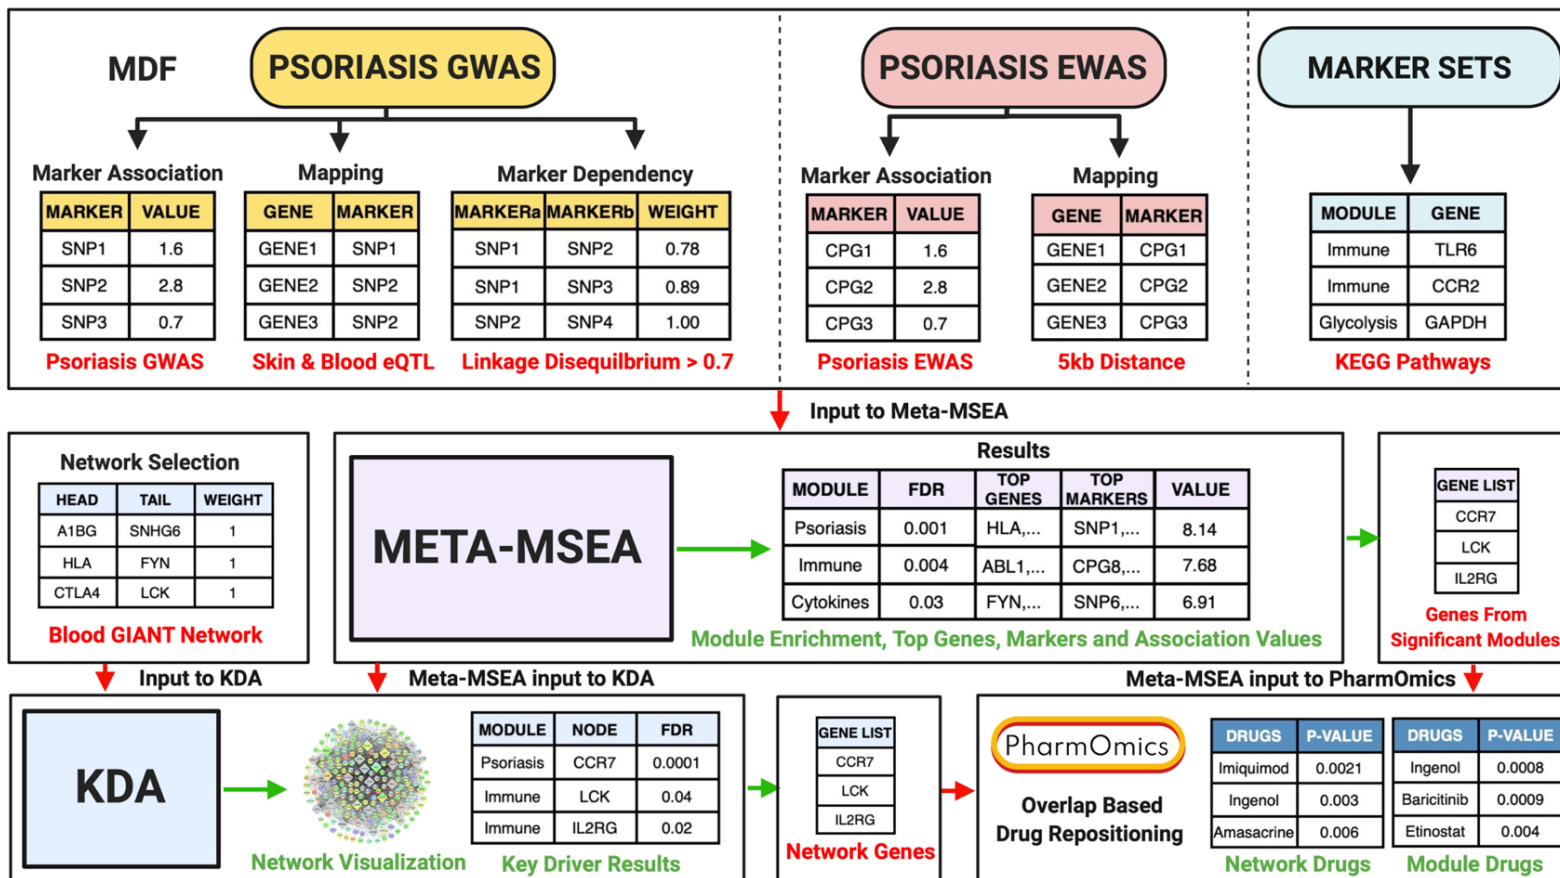 MDF
PSORIASIS GWAS
PSORIASIS EWAS
MARKER SETS
Marker Association
Mapping
Marker Dependency
Marker Association
Mapping
MARKER VALUE
SNP1 1.6
SNP2 2.8
SNP3 0.7
Psoriasis GWAS
GENE MARKER
GENE1 SNP1
GENE2 SNP2
GENE3 SNP2
Skin & Blood eQTL
MARKERa MARKERb WEIGHT
SNP1 SNP2 0.78
SNP1 SNP3 0.89
SNP2 SNP4 1.00
Linkage Disequilbrium > 0.7
MARKER VALUE
CPG1 1.6
CPG2 2.8
CPG3 0.7
Psoriasis EWAS
GENE MARKER
GENE1 CPG1
GENE2 CPG2
GENE3 CPG3
5kb Distance
MODULE GENE
Immune TLR6
Immune CCR2
Glycolysis GAPDH
KEGG Pathways
Input to Meta-MSEA
Network Selection
HEAD TAIL WEIGHT
A1BG SNHG6 1
HLA FYN 1
CTLA4 LCK 1
Blood GIANT Network
META-MSEA
Results
MODULE FDR TOP GENES TOP MARKERS VALUE
Psoriasis 0.001 HLA,... SNP1,... 8.14
Immune 0.004 ABL1,... CPG8,... 7.68
Cytokines 0.03 FYN,... SNP6,... 6.91
Module Enrichment, Top Genes, Markers and Association Values
GENE LIST
CCR7
LCK
IL2RG
Genes From
Significant Modules
Input to KDA
Meta-MSEA input to KDA
Meta-MSEA input to PharmOmics
KDA
Network Visualization
MODULE NODE FDR
Psoriasis CCR7 0.0001
Immune LCK 0.04
Immune IL2RG 0.02
Key Driver Results
GENE LIST
CCR7
LCK
IL2RG
Network Genes
PharmOmics
Overlap Based
Drug Repositioning
DRUGS P-VALUE
Imiquimod 0.0021
Ingenol 0.003
Amasacrine 0.006
Network Drugs
DRUGS P-VALUE
Ingenol 0.0008
Baricitinib 0.0009
Etinostat 0.004
Module Drugs